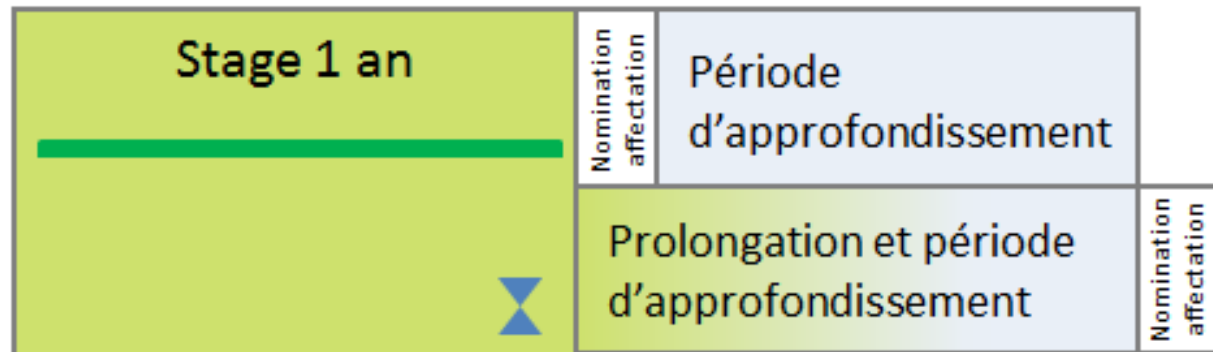 Stage 1 an
Nomination
affectation
Période
d’approfondissement
Prolongation et période
d’approfondissement
Nomination
affectation